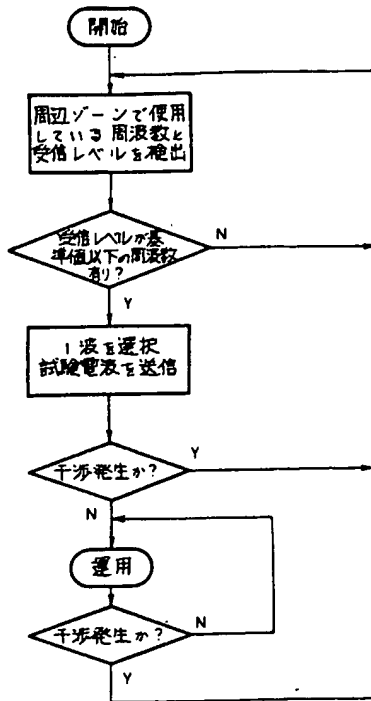 開始
周辺ゾーンで使用
している周波数と
受信レベルを検出
受信レベルが基
準値以下の周波数
有り?
N
Y
1波を選択
試験電波を送信
干渉発生か?
Y
N
運用
干渉発生か?
N
Y